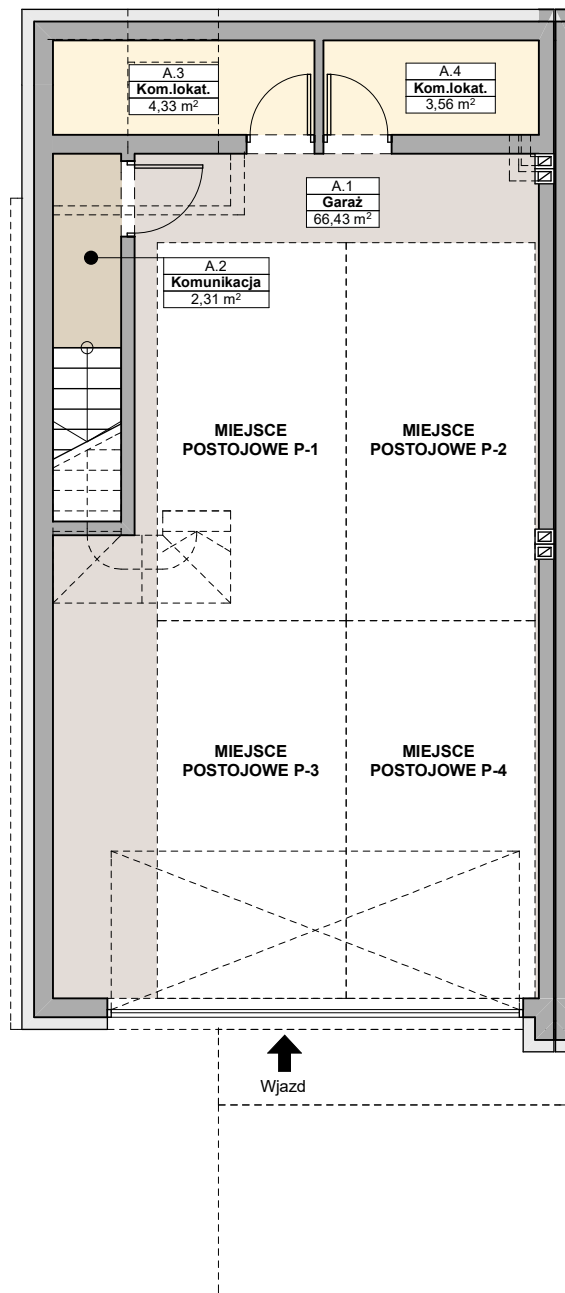 A.3
Kom.lokat.
4,33 m²
A.4
Kom.lokat.
3,56 m²
A.1
Garaż
66,43 m²
A.2
Komunikacja
2,31 m²
MIEJSCE
POSTOJOWE P-1
MIEJSCE
POSTOJOWE P-2
MIEJSCE
POSTOJOWE P-3
MIEJSCE
POSTOJOWE P-4
Wjazd